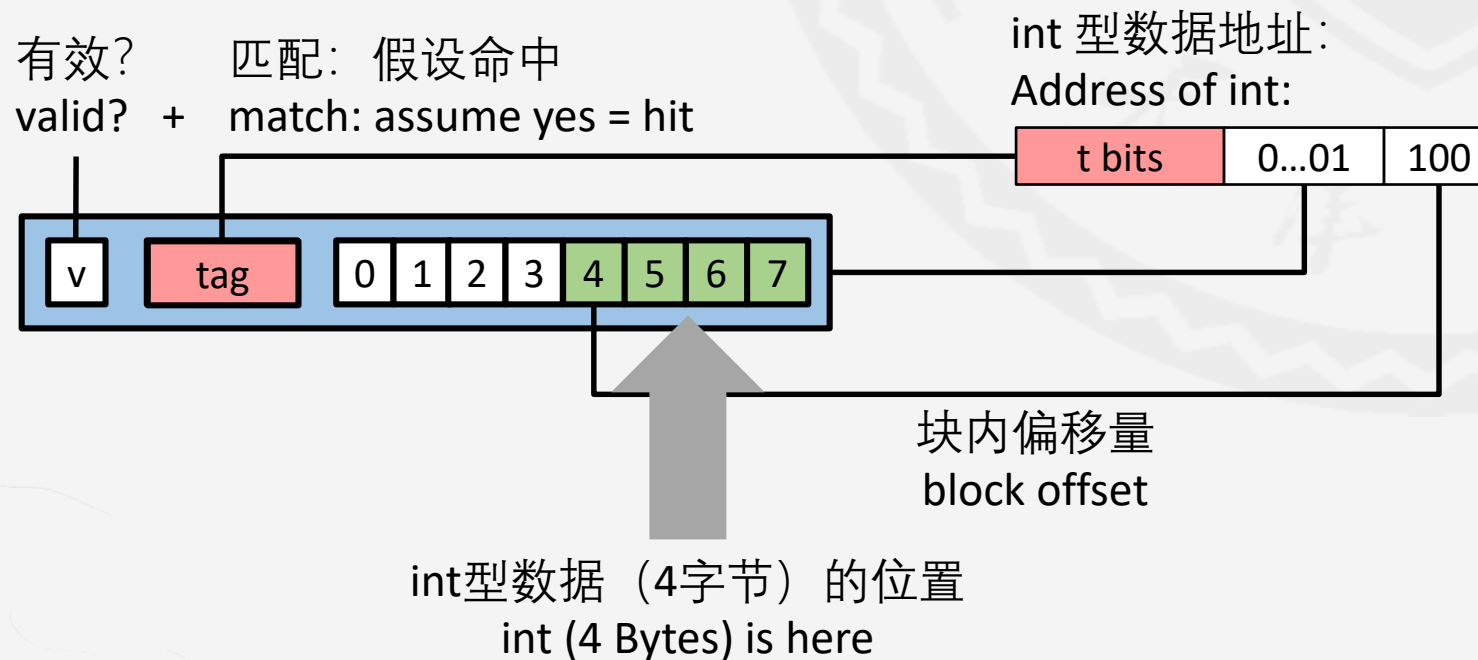 有效？ 匹配：假设命中
valid? + match: assume yes = hit
int 型数据地址：
Address of int:
t bits 0...01 100
v tag 0 1 2 3 4 5 6 7
块内偏移量
block offset
int型数据（4字节）的位置
int (4 Bytes) is here